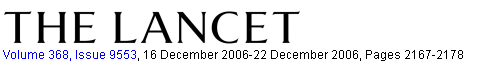 THE LANCET
Volume 368, Issue 9553, 16 December 2006-22 December 2006, Pages 2167-2178